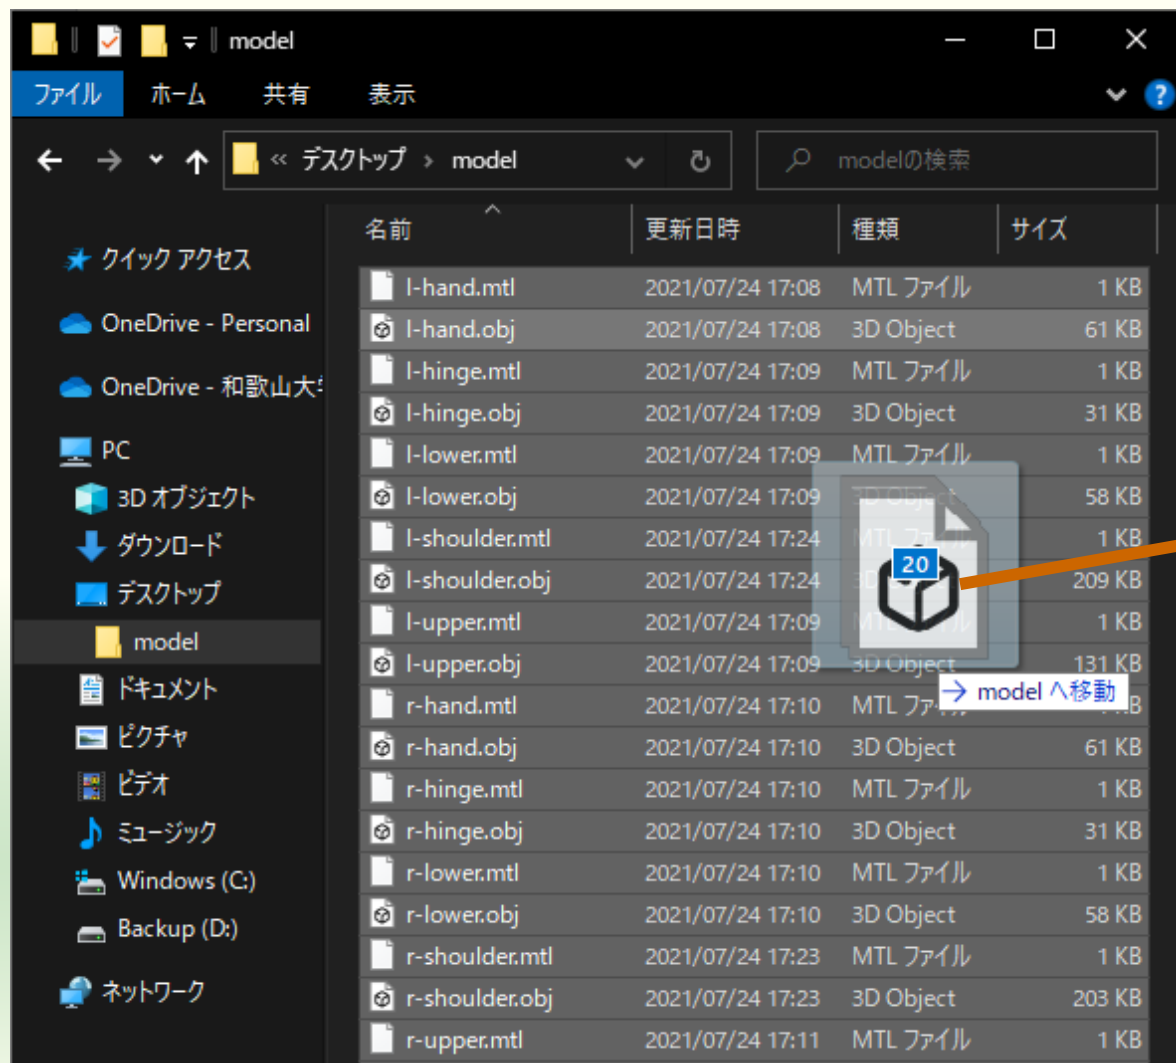 model
ファイル ホーム 共有 表示
« デスクトップ › model modelの検索
名前 更新日時 種類 サイズ
クイック アクセス
OneDrive - Personal
OneDrive - 和歌山大
PC
3D オブジェクト
ダウンロード
デスクトップ
model
ドキュメント
ピクチャ
ビデオ
ミュージック
Windows (C:)
Backup (D:)
ネットワーク
l-hand.mtl 2021/07/24 17:08 MTL ファイル 1 KB
l-hand.obj 2021/07/24 17:08 3D Object 61 KB
l-hinge.mtl 2021/07/24 17:09 MTL ファイル 1 KB
l-hinge.obj 2021/07/24 17:09 3D Object 31 KB
l-lower.mtl 2021/07/24 17:09 MTL ファイル 1 KB
l-lower.obj 2021/07/24 17:09 3D Object 58 KB
l-shoulder.mtl 2021/07/24 17:24 MTL ファイル 1 KB
l-shoulder.obj 2021/07/24 17:24 209 KB
l-upper.mtl 2021/07/24 17:09 1 KB
l-upper.obj 2021/07/24 17:09 3D Object 131 KB
r-hand.mtl 2021/07/24 17:10 MTL
r-hand.obj 2021/07/24 17:10 3D Object 61 KB
r-hinge.mtl 2021/07/24 17:10 MTL ファイル 1 KB
r-hinge.obj 2021/07/24 17:10 3D Object 31 KB
r-lower.mtl 2021/07/24 17:10 MTL ファイル 1 KB
r-lower.obj 2021/07/24 17:10 3D Object 58 KB
r-shoulder.mtl 2021/07/24 17:23 MTL ファイル 1 KB
r-shoulder.obj 2021/07/24 17:23 3D Object 203 KB
r-upper.mtl 2021/07/24 17:11 MTL ファイル 1 KB
20
→ model へ移動